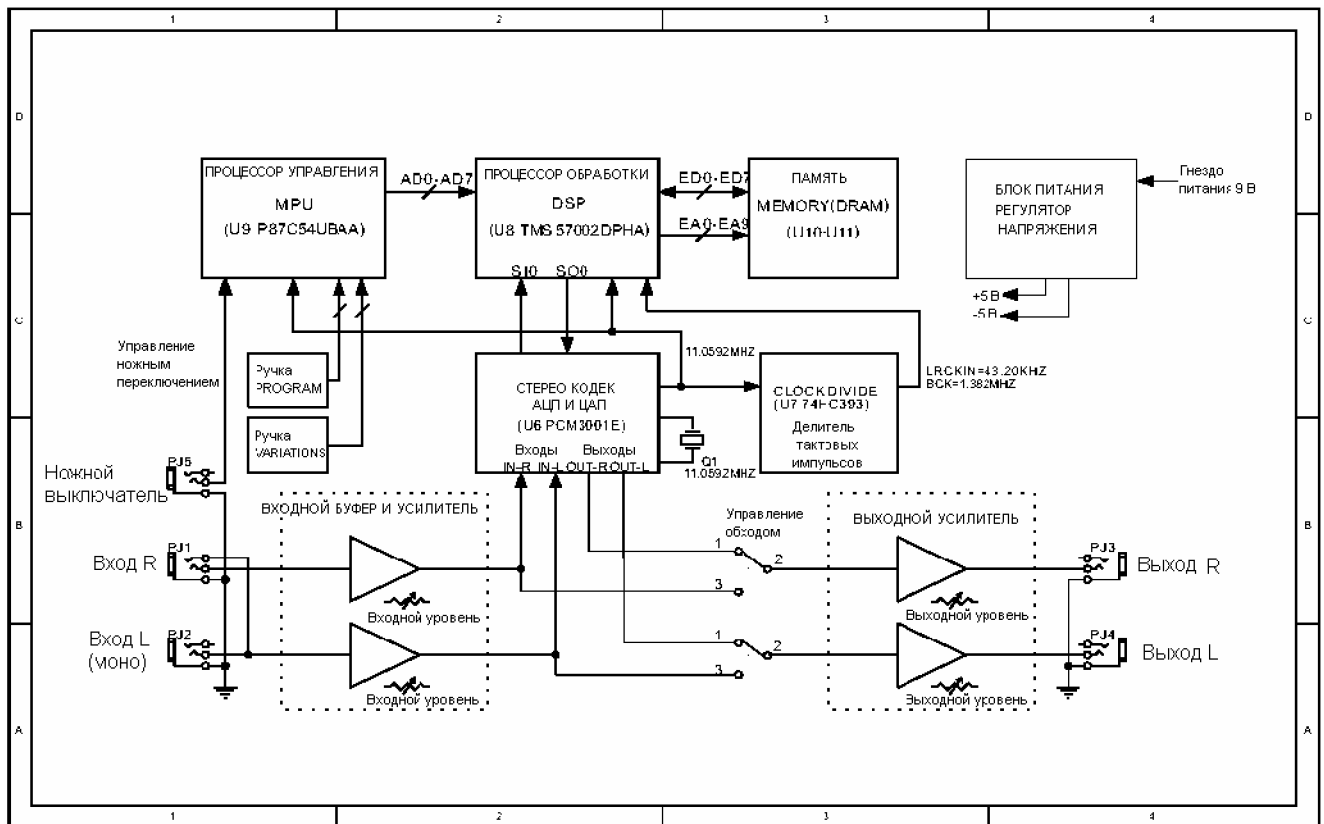 1 2 3 4
D D
ПРОЦЕССОР УПРАВЛЕНИЯ
MPU
(U9 P87C54UBAA)
AD0-AD7
ПРОЦЕССОР ОБРАБОТКИ
DSP
(U8 TMS 57002DPHA)
SI0 SO0
ED0-ED7
EA0-EA9
ПАМЯТЬ
MEMORY(DRAM)
(U10-U11)
БЛОК ПИТАНИЯ
РЕГУЛЯТОР
НАПРЯЖЕНИЯ
Гнездо
питания 9 В
+5В
-5В
C C
Управление
ножным
переключением
Ручка
PROGRAM
Ручка
VARIATIONS
СТЕРЕО КОДЕК
АЦП И ЦАП
(U6 PCM3001E)
Входы Выходы
IN-R IN-L OUT-R OUT-L
11.0592MHZ
Q1
11.0592MHZ
CLOCKDIVIDE
(U7 74HC393)
Делитель
тактовых
импульсов
LRCKIN=43.20KHZ
BCK=1.382MHZ
Ножной
выключатель
PJ5
B B
ВХОДНОЙ БУФЕР И УСИЛИТЕЛЬ
Управление
обходом
ВЫХОДНОЙ УСИЛИТЕЛЬ
Вход R
PJ1
Входной уровень
1
2
3
Выходной уровень
PJ3
Выход R
Вход L
(моно)
PJ2
Входной уровень
1
2
3
Выходной уровень
PJ4
Выход L
A A
1 2 3 4